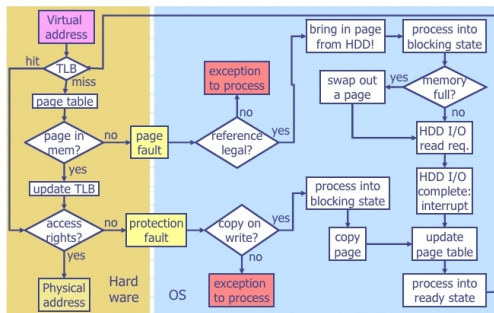 Virtual
address
hit
TLB
miss
page table
page in
mem?
no
yes
update TLB
access
rights?
no
yes
Physical
address
Hard
ware
page
fault
protection
fault
OS
exception
to process
no
reference
legal?
yes
copy on
write?
yes
no
exception
to process
bring in page
from HDD!
process into
blocking state
swap out
a page
yes
memory
full?
no
HDD I/O
read req.
HDD I/O
complete:
interrupt
process into
blocking state
copy
page
update
page table
process into
ready state